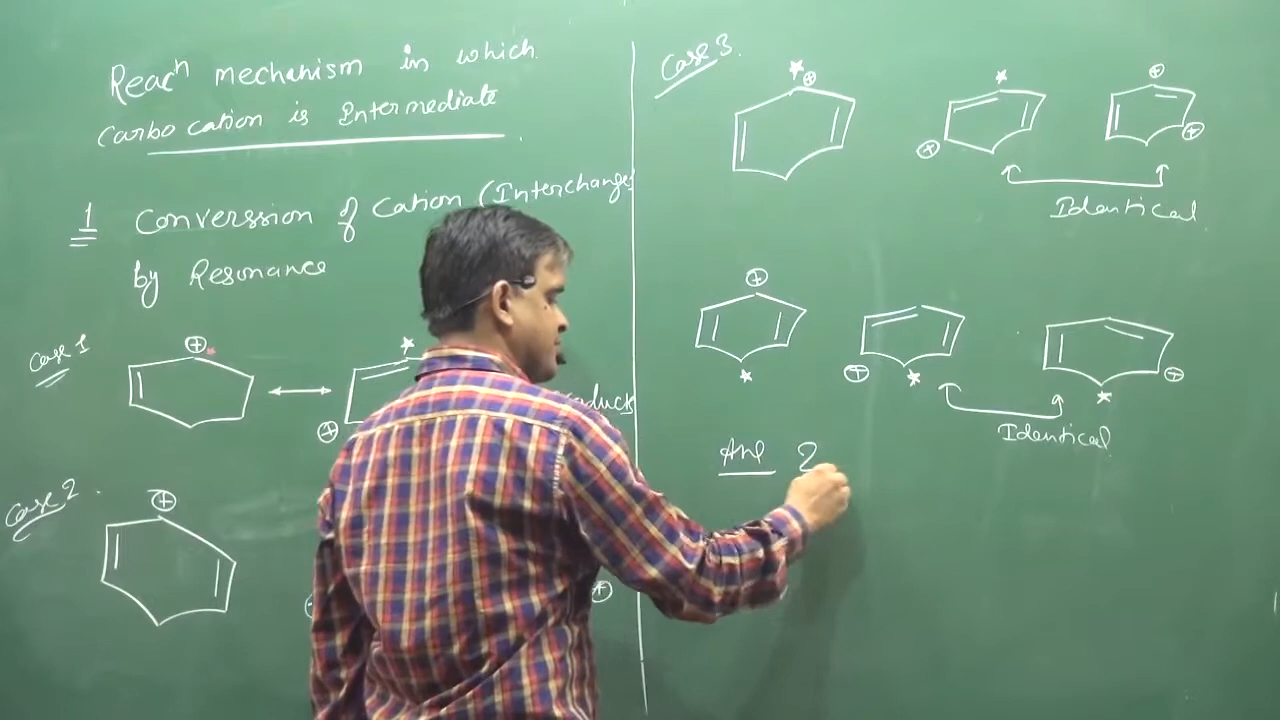 Reacⁿ mechanism in which
Carbocation is Intermediate
1 Converssion of Cation (Interchange
by Resonance
Case 1
⊕
*
⊕
Case 2
⊕
⊕
Case 3.
* ⊕
*
⊕
⊕
⊕
Identical
⊕
*
⊕
*
*
⊕
Identical
Ans 2